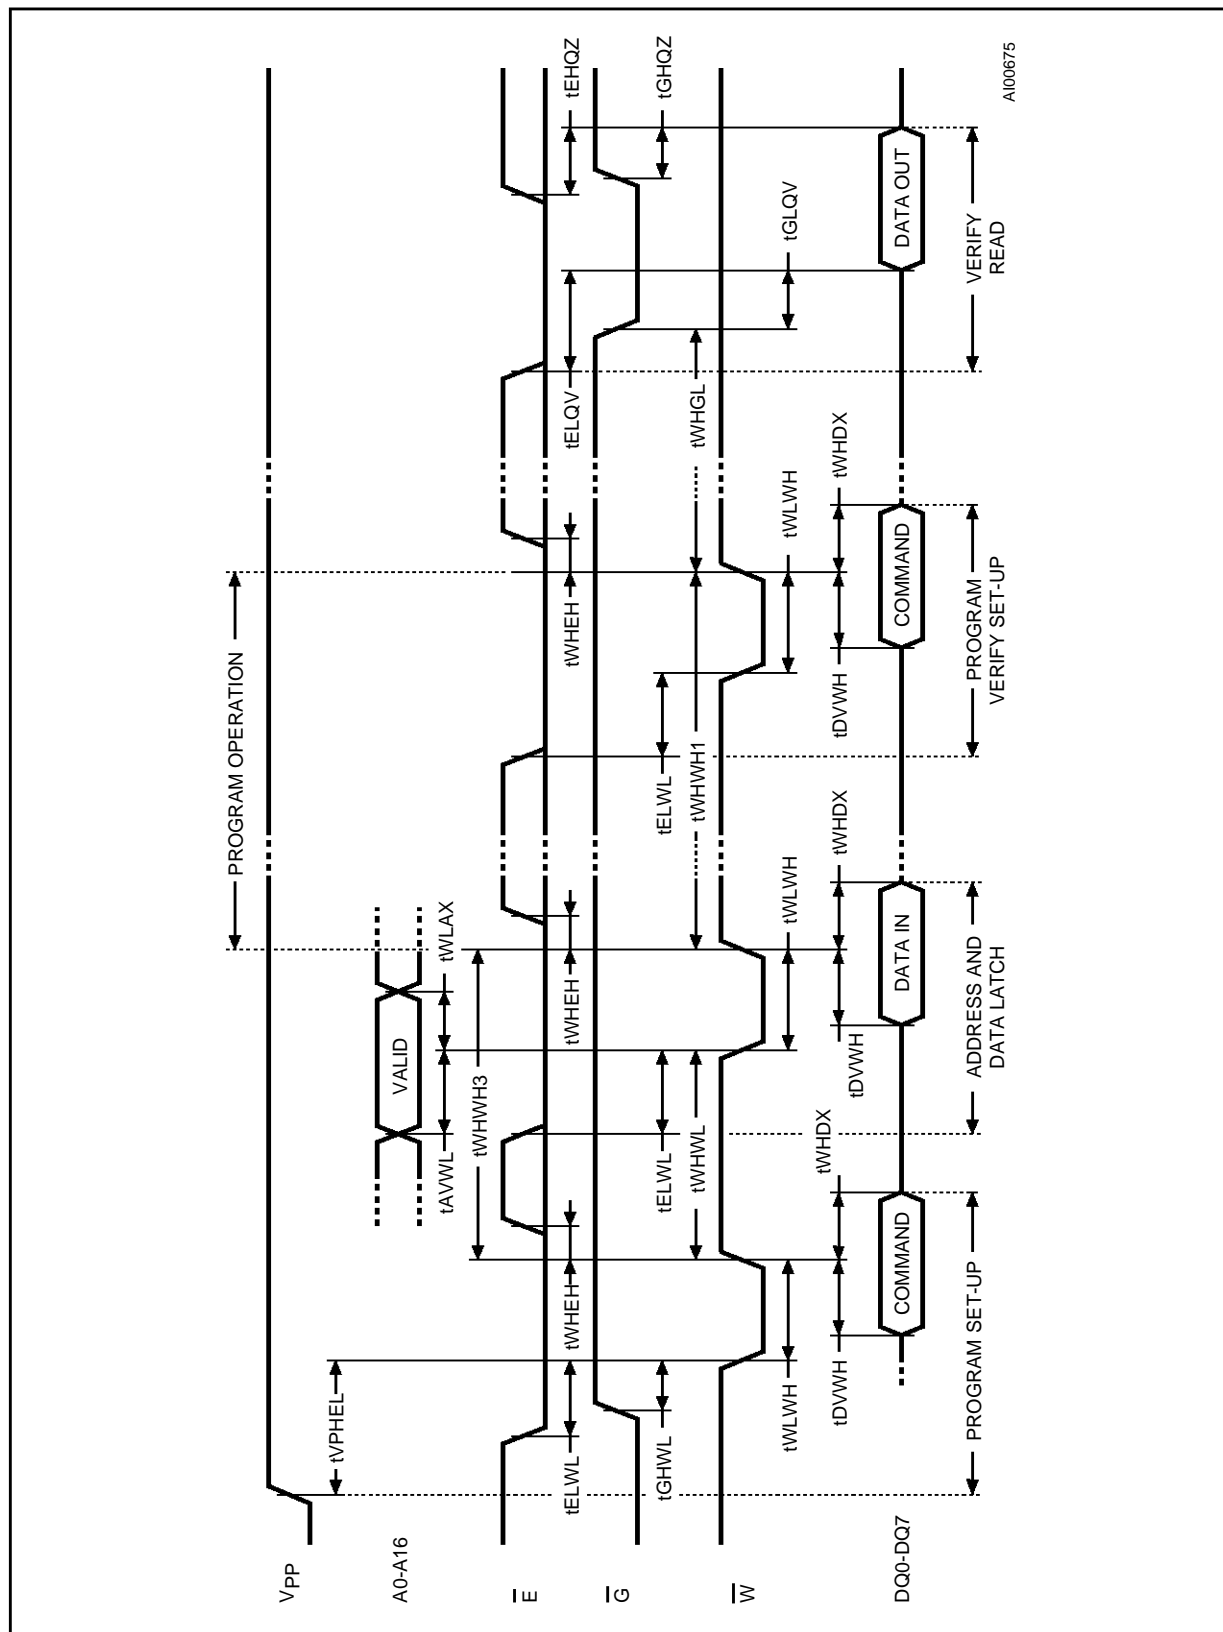 PROGRAM OPERATION
VPP
tVPHEL
A0-A16
VALID
tAVWL
tWLAX
tWHWH3
E
tELWL
tWHEH
tWHEH
tWHEH
tELQV
tEHQZ
G
tGHWL
tELWL
tELWL
tGHQZ
tWHWL
tWHWH1
tWHGL
W
tWLWH
tWLWH
tWLWH
tGLQV
tDVWH
tWHDX
tDVWH
tWHDX
tDVWH
tWHDX
DQ0-DQ7
COMMAND
DATA IN
COMMAND
DATA OUT
PROGRAM SET-UP
ADDRESS AND
DATA LATCH
PROGRAM
VERIFY SET-UP
VERIFY
READ
AI00675